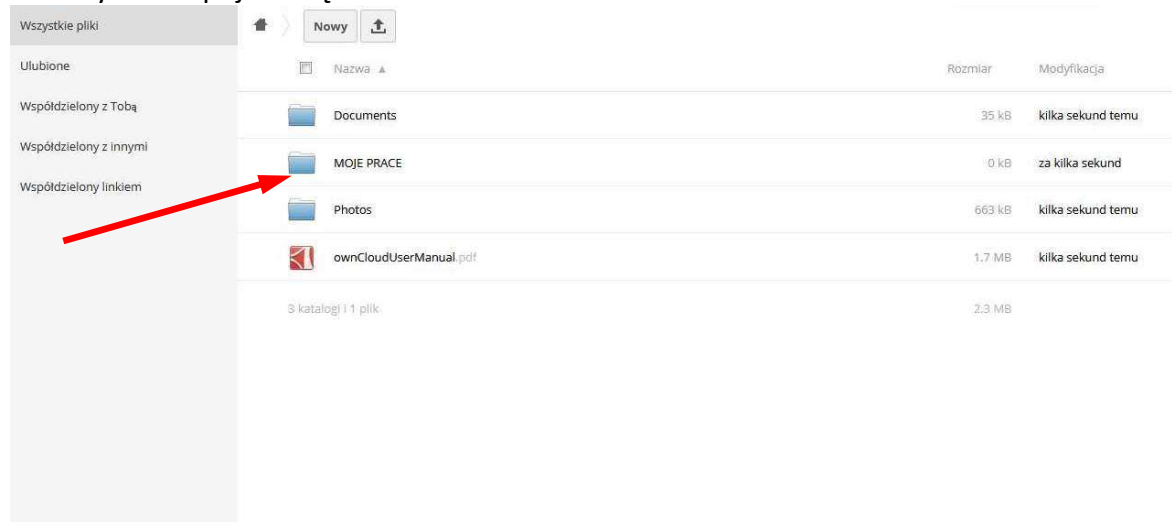 Wszystkie pliki
Nowy
Ulubione
Nazwa ▲ Rozmiar Modyfikacja
Współdzielony z Tobą
Documents 35 kB kilka sekund temu
Współdzielony z innymi
MOJE PRACE 0 kB za kilka sekund
Współdzielony linkiem
Photos 663 kB kilka sekund temu
ownCloudUserManual.pdf 1.7 MB kilka sekund temu
3 katalogi i 1 plik 2.3 MB